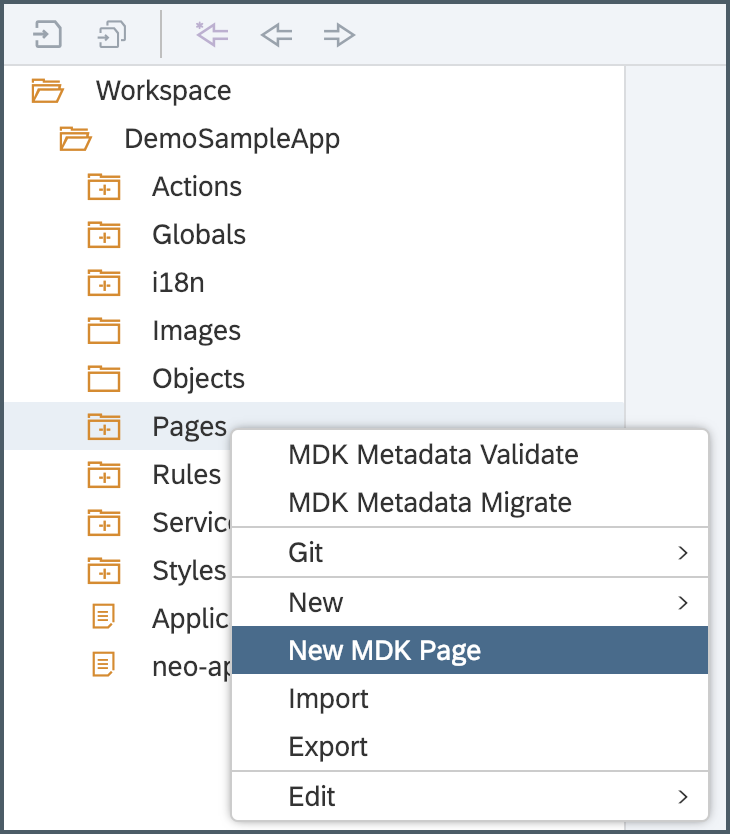 Workspace
DemoSampleApp
Actions
Globals
i18n
Images
Objects
Pages
Rules
Styles
MDK Metadata Validate
MDK Metadata Migrate
Git
New
New MDK Page
Import
Export
Edit